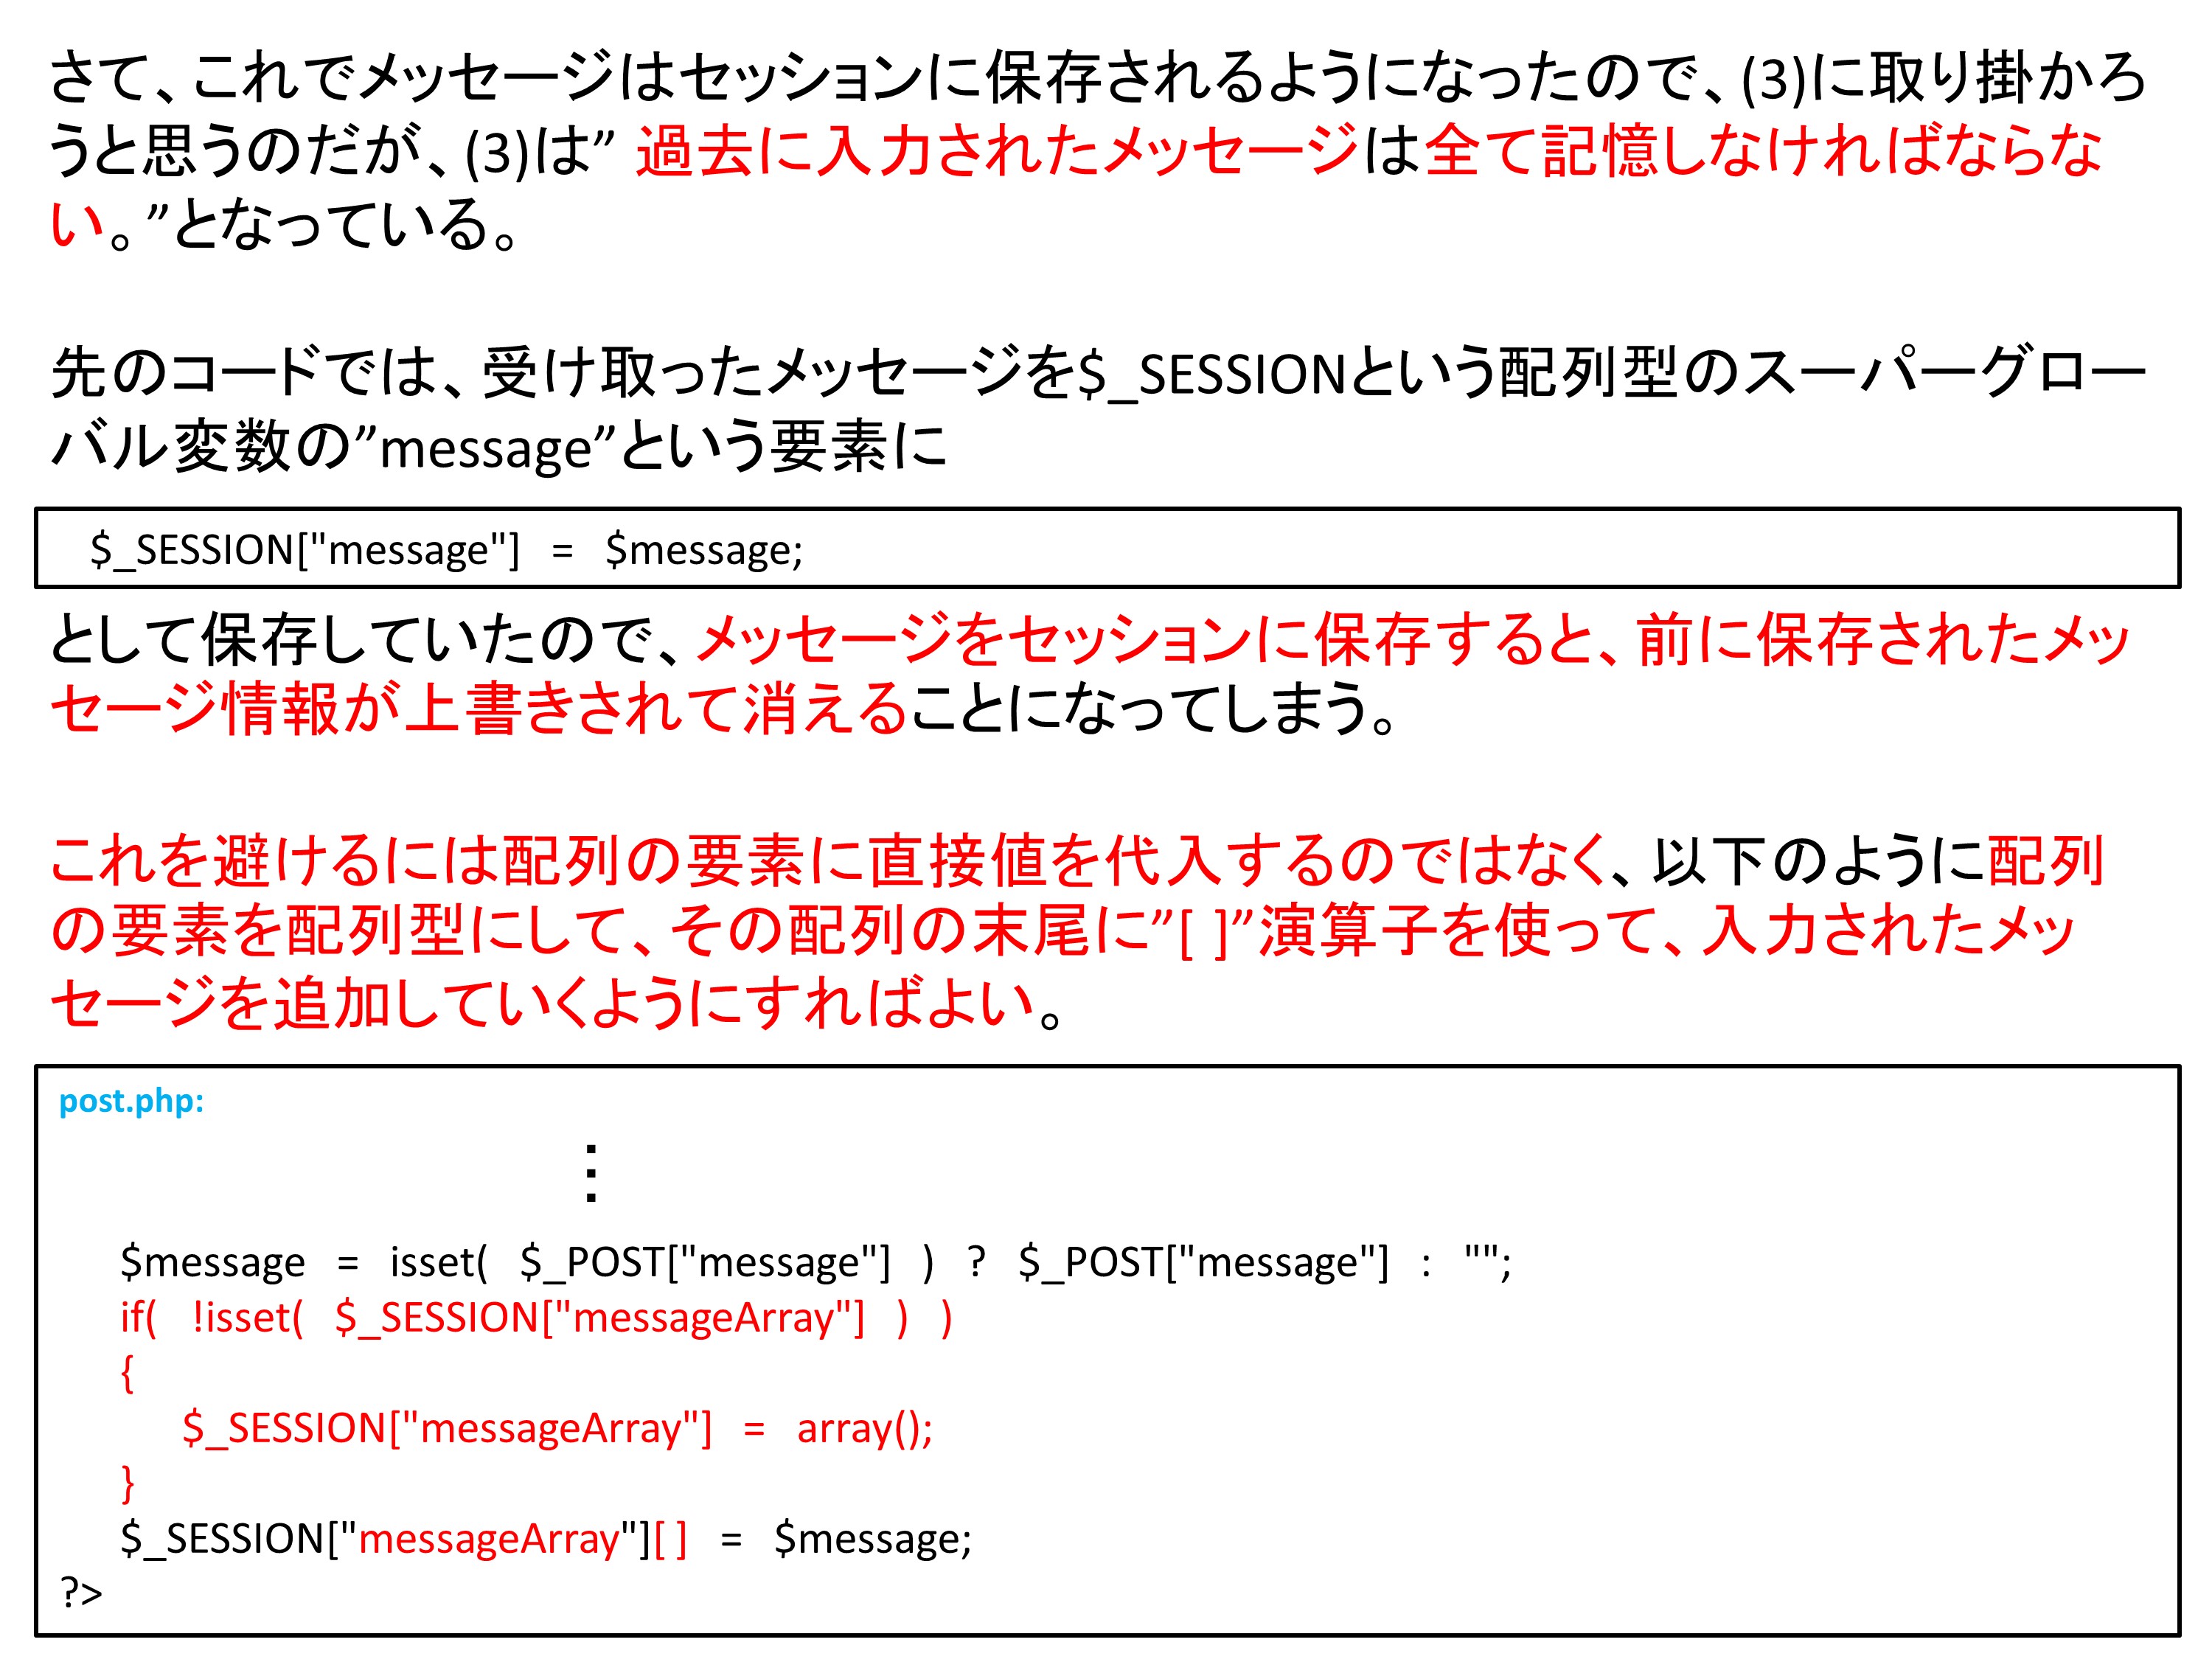 さて、これでメッセージはセッションに保存されるようになったので、(3)に取り掛かろ
うと思うのだが、(3)は” 過去に入力されたメッセージは全て記憶しなければならな
い。”となっている。
先のコードでは、受け取ったメッセージを$_SESSIONという配列型のスーパーグロー
バル変数の”message”という要素に
$_SESSION["message"] = $message;
として保存していたので、メッセージをセッションに保存すると、前に保存されたメッ
セージ情報が上書きされて消えることになってしまう。
これを避けるには配列の要素に直接値を代入するのではなく、以下のように配列
の要素を配列型にして、その配列の末尾に”[ ]”演算子を使って、入力されたメッ
セージを追加していくようにすればよい。
post.php:
⋮
$message = isset( $_POST["message"] ) ? $_POST["message"] : "";
if( !isset( $_SESSION["messageArray"] ) )
{
$_SESSION["messageArray"] = array();
}
$_SESSION["messageArray"][ ] = $message;
?>